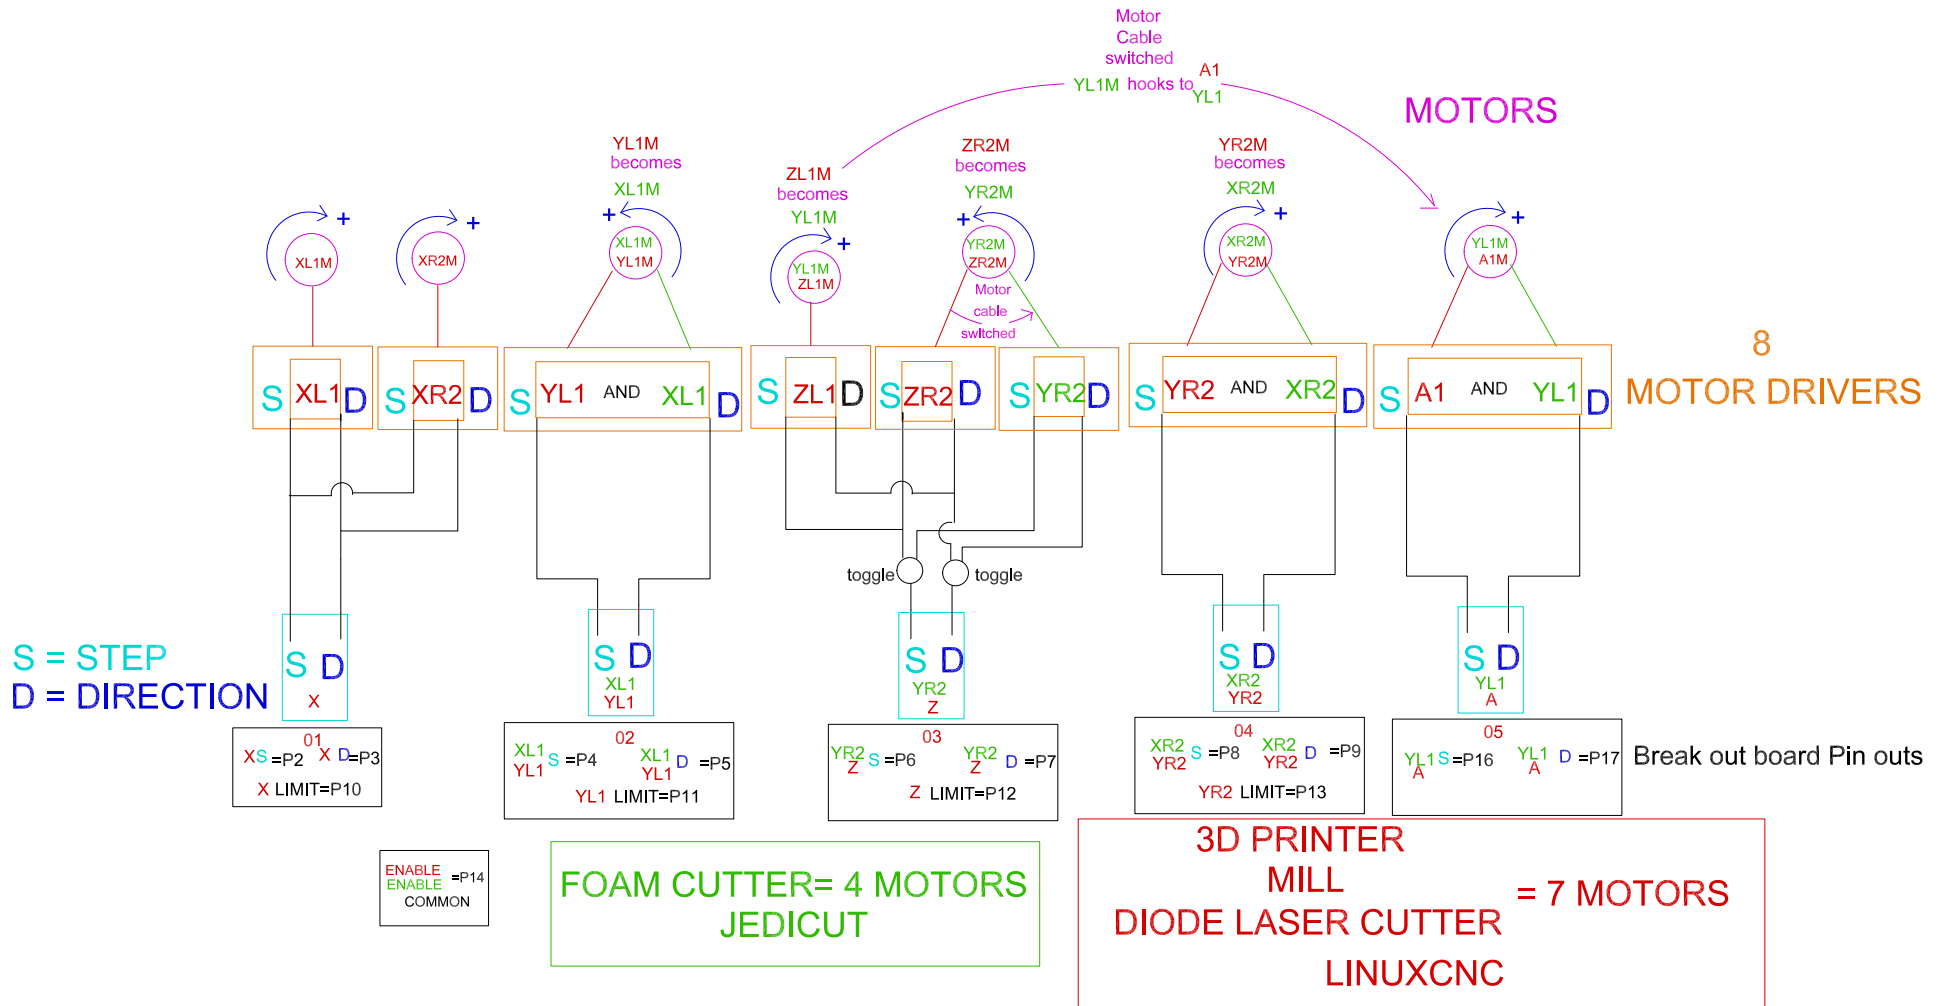 Motor
Cable
switched
YL1M hooks to A1
YL1
MOTORS
YL1M
becomes
XL1M
ZL1M
becomes
YL1M
ZR2M
becomes
YR2M
YR2M
becomes
XR2M
+
+
+
+
+
+
+
XL1M
XR2M
XL1M
YL1M
YL1M
ZL1M
YR2M
ZR2M
XR2M
YR2M
YL1M
A1M
Motor
cable
switched
S XL1 D
S XR2 D
S YL1 AND XL1 D
S ZL1 D
S ZR2 D
S YR2 D
S YR2 AND XR2 D
S A1 AND YL1 D
8
MOTOR DRIVERS
toggle
toggle
S = STEP
D = DIRECTION
S D
X
S D
XL1
YL1
S D
YR2
Z
S D
XR2
YR2
S D
YL1
A
01
X S =P2 X D =P3
X LIMIT=P10
02
XL1 XL1
YL1 S =P4 YL1 D =P5
YL1 LIMIT=P11
03
YR2 YR2
Z S =P6 Z D =P7
Z LIMIT=P12
04
XR2 XR2
YR2 S =P8 YR2 D =P9
YR2 LIMIT=P13
05
YL1 S =P16 YL1 D =P17
A A
Break out board Pin outs
ENABLE
ENABLE =P14
COMMON
FOAM CUTTER= 4 MOTORS
JEDICUT
3D PRINTER
MILL
DIODE LASER CUTTER = 7 MOTORS
LINUXCNC